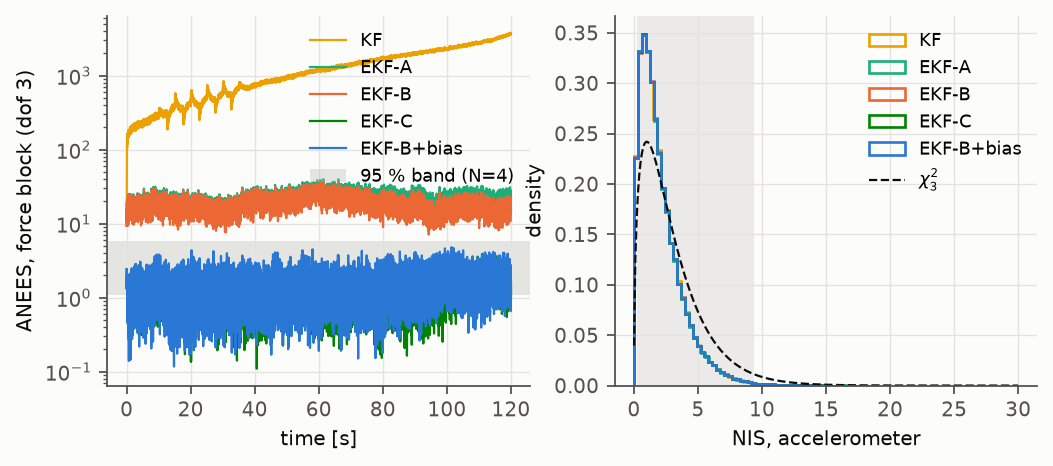 ANEES, force block (dof 3)
10³
10²
10¹
10⁰
10⁻¹
KF
EKF-A
EKF-B
EKF-C
EKF-B+bias
95 % band (N=4)
0 20 40 60 80 100 120
time [s]
density
0.35
0.30
0.25
0.20
0.15
0.10
0.05
0.00
KF
EKF-A
EKF-B
EKF-C
EKF-B+bias
χ²₃
0 5 10 15 20 25 30
NIS, accelerometer